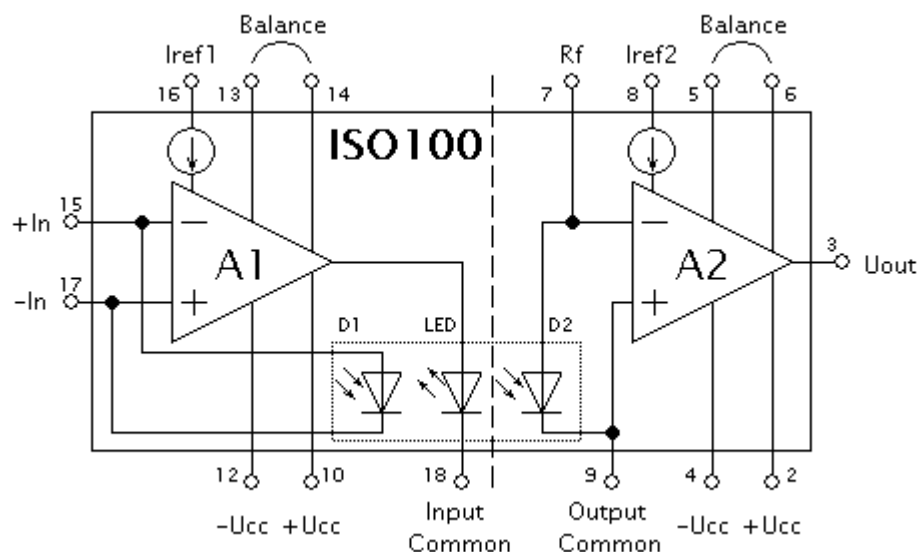 Balance Balance
Iref1 Rf Iref2
16 13 14 7 8 5 6
ISO100
15
+In − − 3
A1 A2 Uout
17
-In + +
D1 LED D2
12 10 18 9 4 2
-Ucc +Ucc Input Output -Ucc +Ucc
Common Common